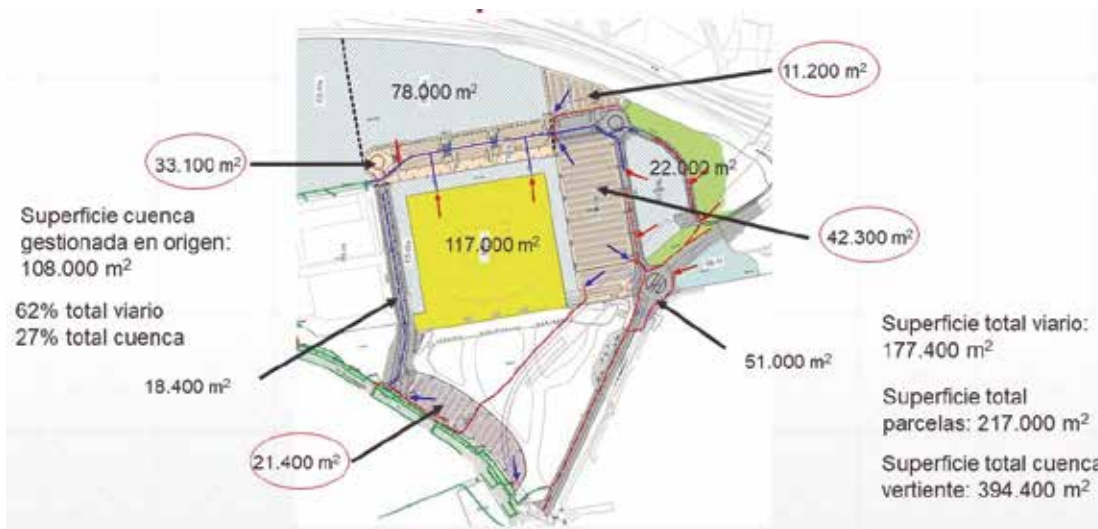 78.000 m²
11.200 m²
33.100 m²
22.000 m²
Superficie cuenca
gestionada en origen:
108.000 m²
117.000 m²
42.300 m²
62% total viario
27% total cuenca
18.400 m²
51.000 m²
Superficie total viario:
177.400 m²
Superficie total
parcelas: 217.000 m²
21.400 m²
Superficie total cuenca
vertiente: 394.400 m²